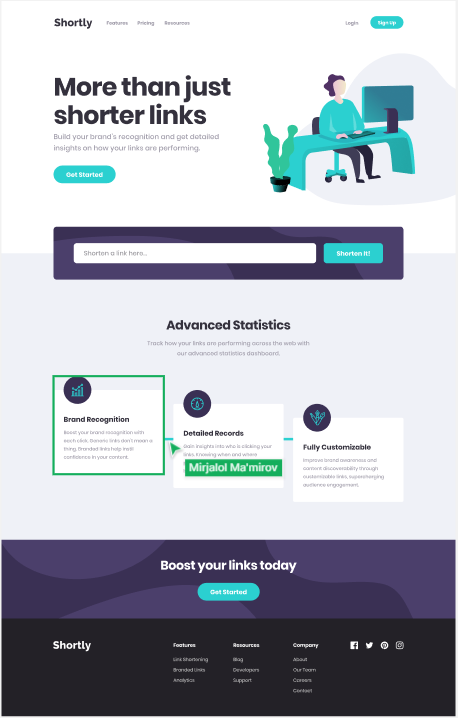 Shortly Features Pricing Resources Login Sign Up
More than just
shorter links
Build your brand's recognition and get detailed
insights on how your links are performing.
Get Started
Shorten a link here... Shorten It!
Advanced Statistics
Track how your links are performing across the web with
our advanced statistics dashboard.
Brand Recognition
Boost your brand recognition with
each click. Generic links don't mean a
thing. Branded links help instil
confidence in your content.
Detailed Records
Gain insights into who is clicking your
links. Knowing when and where
Mirjalol Ma'mirov
Fully Customizable
Improve brand awareness and
content discoverability through
customizable links, supercharging
audience engagement.
Boost your links today
Get Started
Shortly
Features
Link Shortening
Branded Links
Analytics
Resources
Blog
Developers
Support
Company
About
Our Team
Careers
Contact